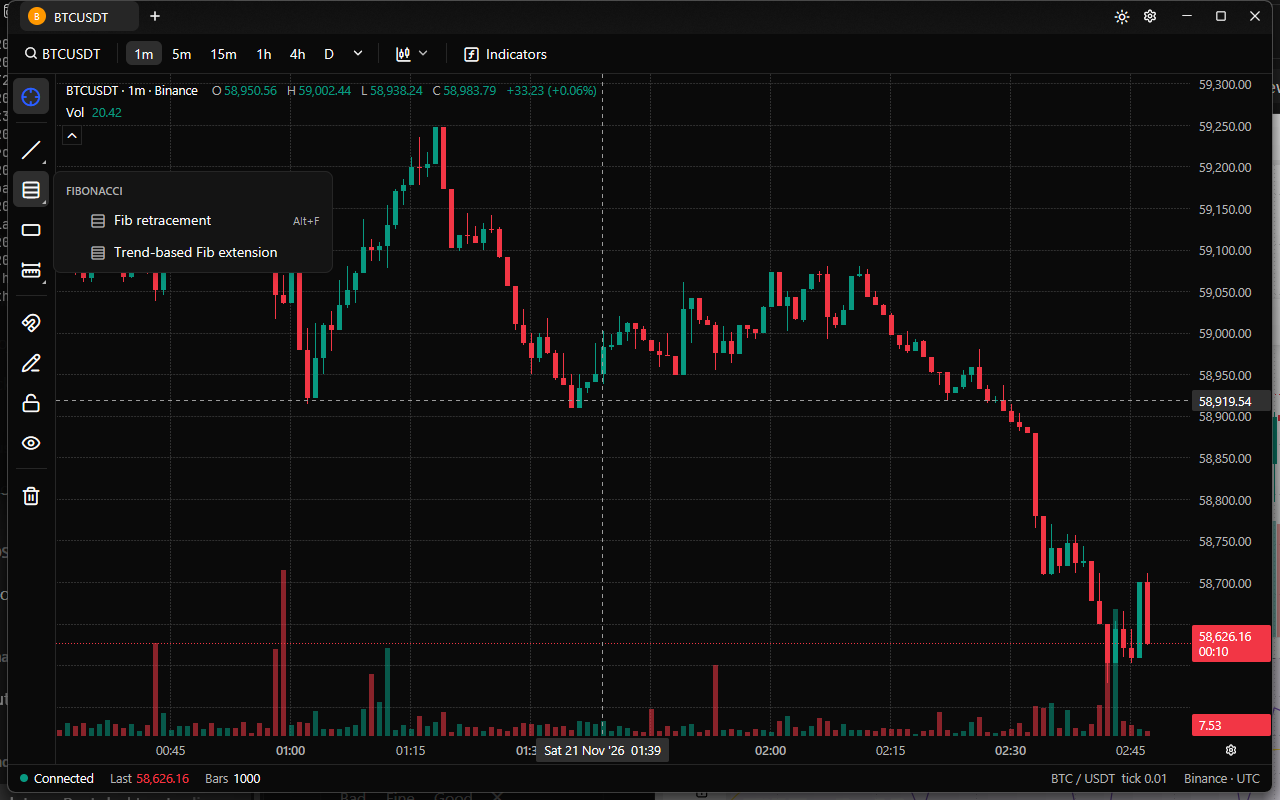 BTCUSDT
BTCUSDT 1m 5m 15m 1h 4h D Indicators
BTCUSDT · 1m · Binance O 58,950.56 H 59,002.44 L 58,938.24 C 58,983.79 +33.23 (+0.06%)
Vol 20.42
FIBONACCI
Fib retracement Alt+F
Trend-based Fib extension
59,300.00
59,250.00
59,200.00
59,150.00
59,100.00
59,050.00
59,000.00
58,950.00
58,919.54
58,900.00
58,850.00
58,800.00
58,750.00
58,700.00
58,626.16
00:10
7.53
00:45 01:00 01:15 Sat 21 Nov '26 01:39 02:00 02:15 02:30 02:45
Connected Last 58,626.16 Bars 1000 BTC / USDT tick 0.01 Binance · UTC